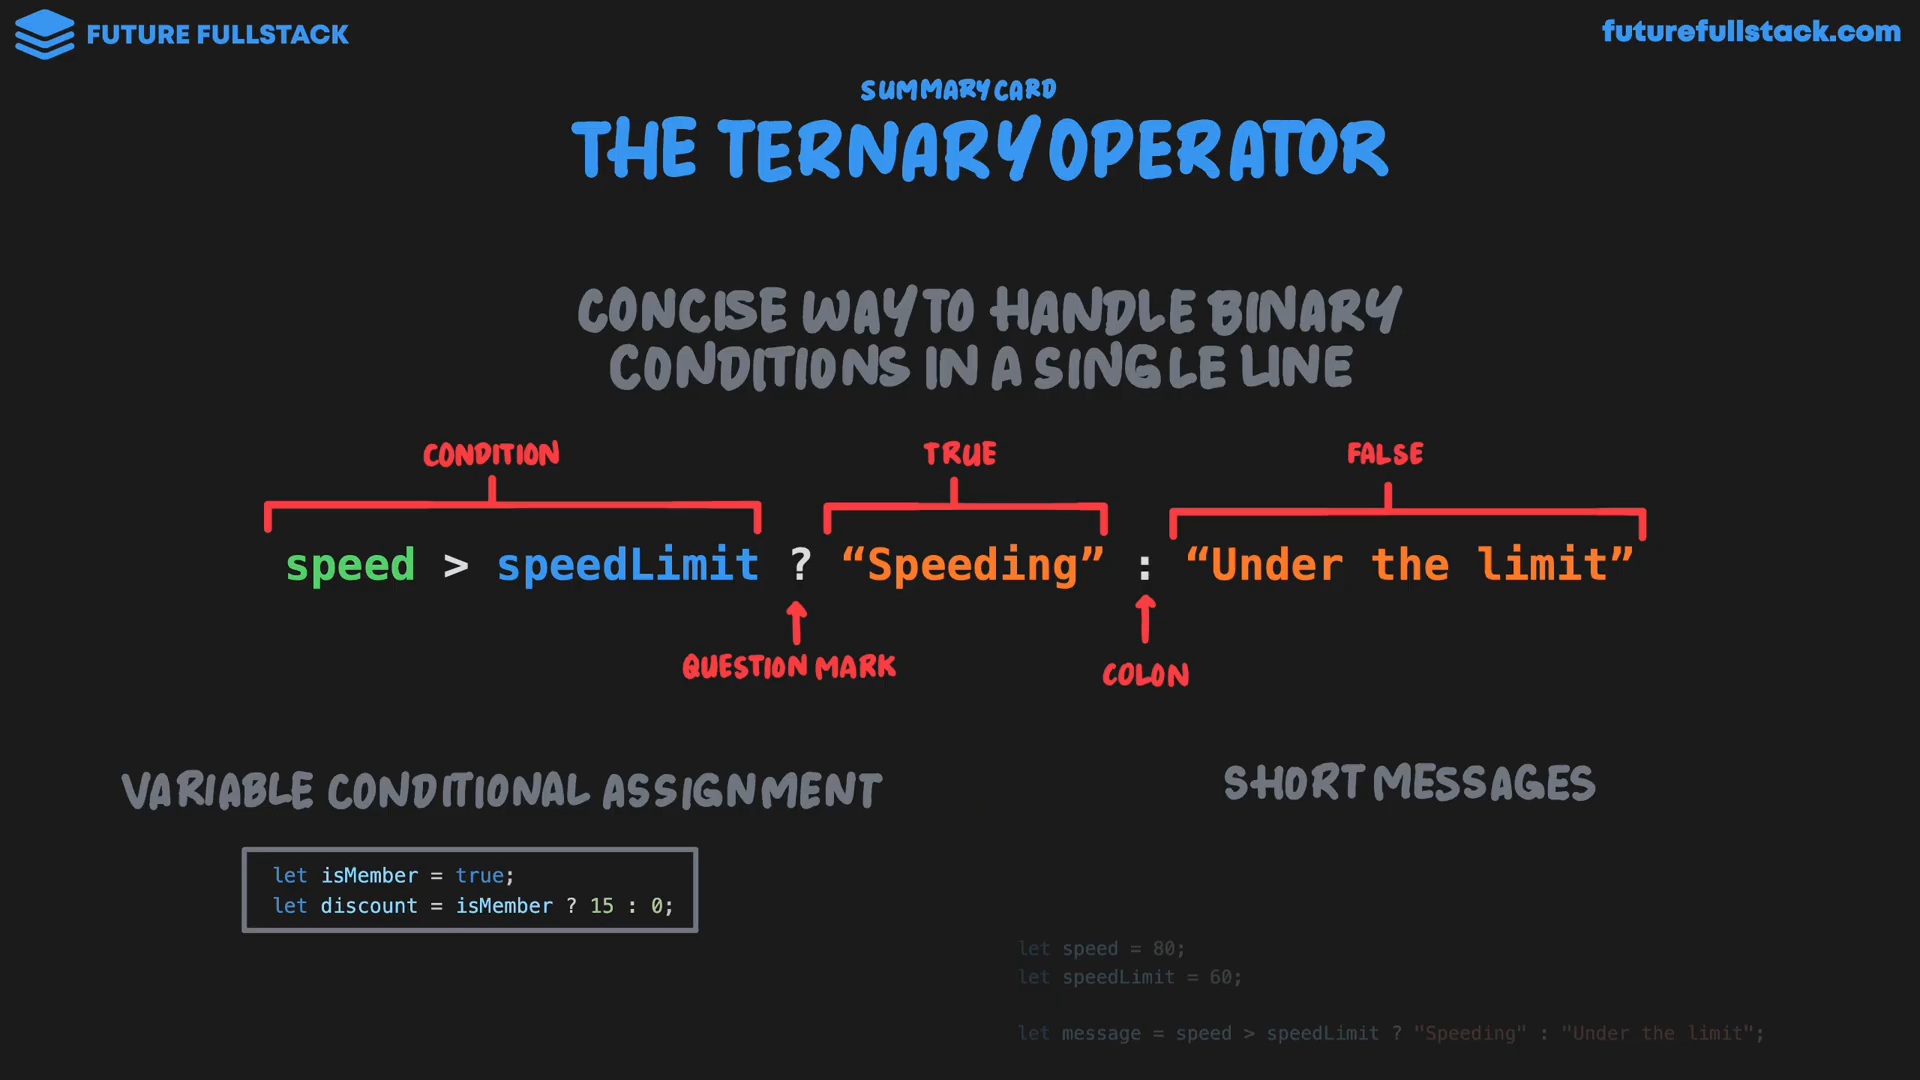 FUTURE FULLSTACK
futurefullstack.com
SUMMARY CARD
THE TERNARY OPERATOR
CONCISE WAY TO HANDLE BINARY
CONDITIONS IN A SINGLE LINE
CONDITION
TRUE
FALSE
speed > speedLimit ? “Speeding” : “Under the limit”
QUESTION MARK
COLON
VARIABLE CONDITIONAL ASSIGNMENT
let isMember = true;
let discount = isMember ? 15 : 0;
SHORT MESSAGES
let speed = 80;
let speedLimit = 60;
let message = speed > speedLimit ? "Speeding" : "Under the limit";